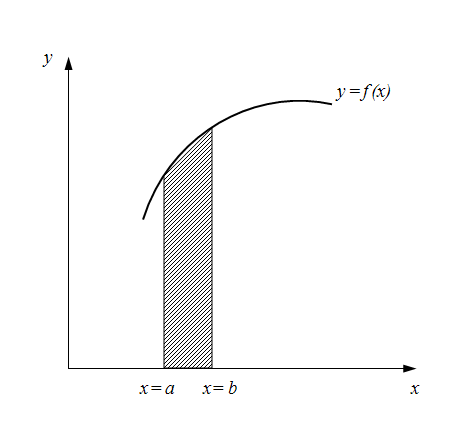 y
y = f (x)
x = a
x = b
x